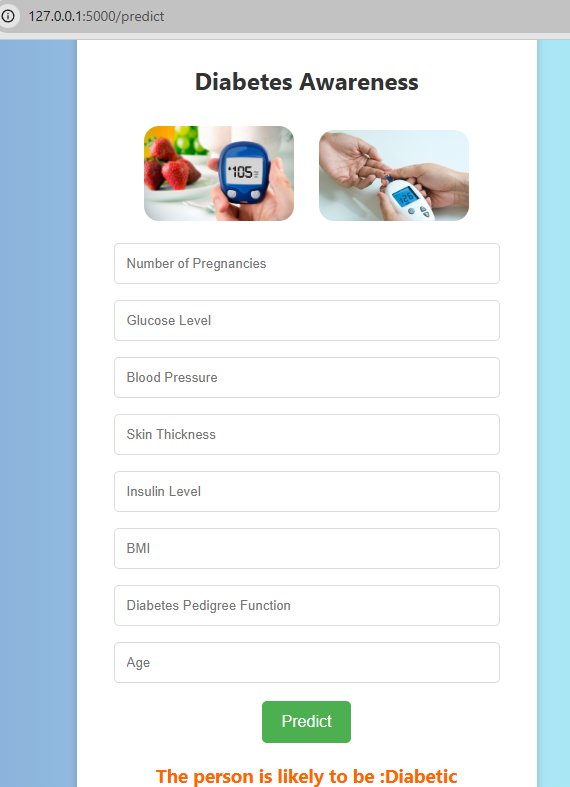 127.0.0.1:5000/predict
Diabetes Awareness
105
126
Number of Pregnancies
Glucose Level
Blood Pressure
Skin Thickness
Insulin Level
BMI
Diabetes Pedigree Function
Age
Predict
The person is likely to be :Diabetic